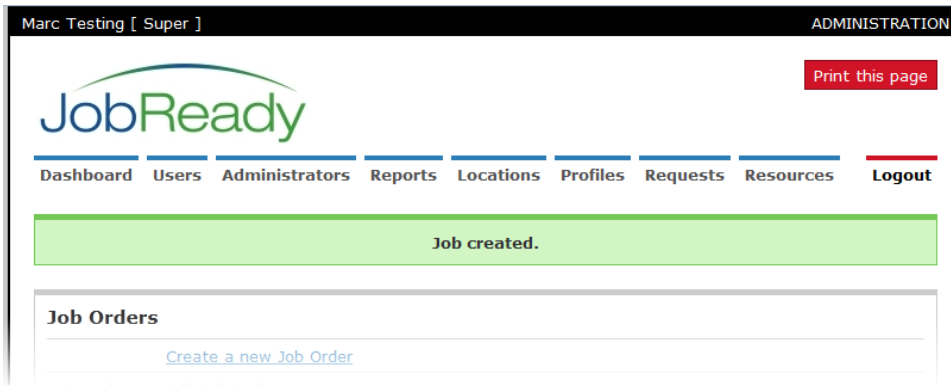 Marc Testing [ Super ] ADMINISTRATION
Print this page
JobReady
Dashboard Users Administrators Reports Locations Profiles Requests Resources Logout
Job created.
Job Orders
Create a new Job Order